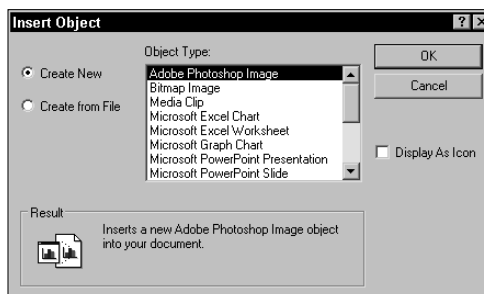 Insert Object
Object Type:
Create New
Create from File
Adobe Photoshop Image
Bitmap Image
Media Clip
Microsoft Excel Chart
Microsoft Excel Worksheet
Microsoft Graph Chart
Microsoft PowerPoint Presentation
Microsoft PowerPoint Slide
OK
Cancel
Display As Icon
Result
Inserts a new Adobe Photoshop Image object
into your document.